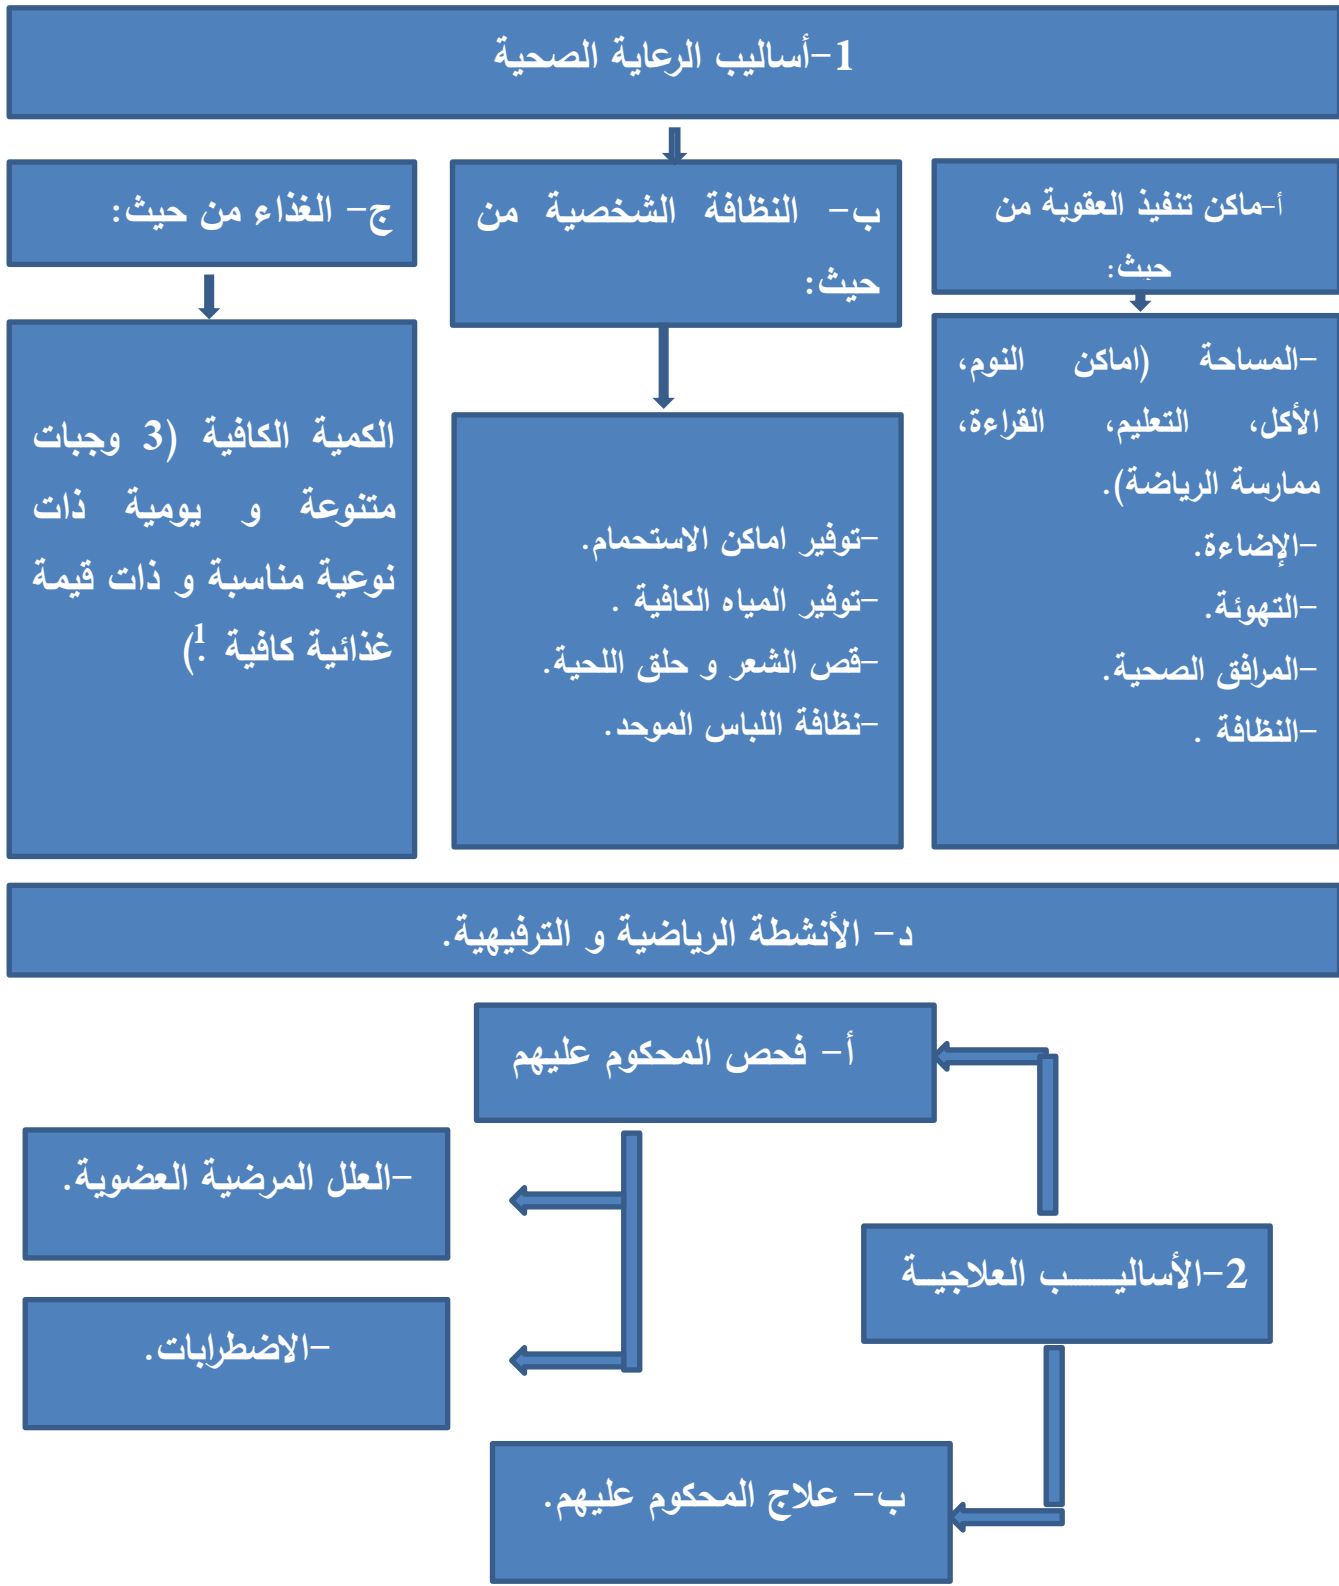 1-أساليب الرعاية الصحية
أ-ماكن تنفيذ العقوبة من
حيث:
-المساحة (اماكن النوم،
الأكل، التعليم، القراءة،
ممارسة الرياضة).
-الإضاءة.
-التهوئة.
-المرافق الصحية.
-النظافة .
ب- النظافة الشخصية من
حيث:
-توفير اماكن الاستحمام.
-توفير المياه الكافية .
-قص الشعر و حلق اللحية.
-نظافة اللباس الموحد.
ج- الغذاء من حيث:
الكمية الكافية (3 وجبات
متنوعة و يومية ذات
نوعية مناسبة و ذات قيمة
غذائية كافية .1)
د- الأنشطة الرياضية و الترفيهية.
2-الأساليــــــب العلاجيــة
أ- فحص المحكوم عليهم
-العلل المرضية العضوية.
-الاضطرابات.
ب- علاج المحكوم عليهم.